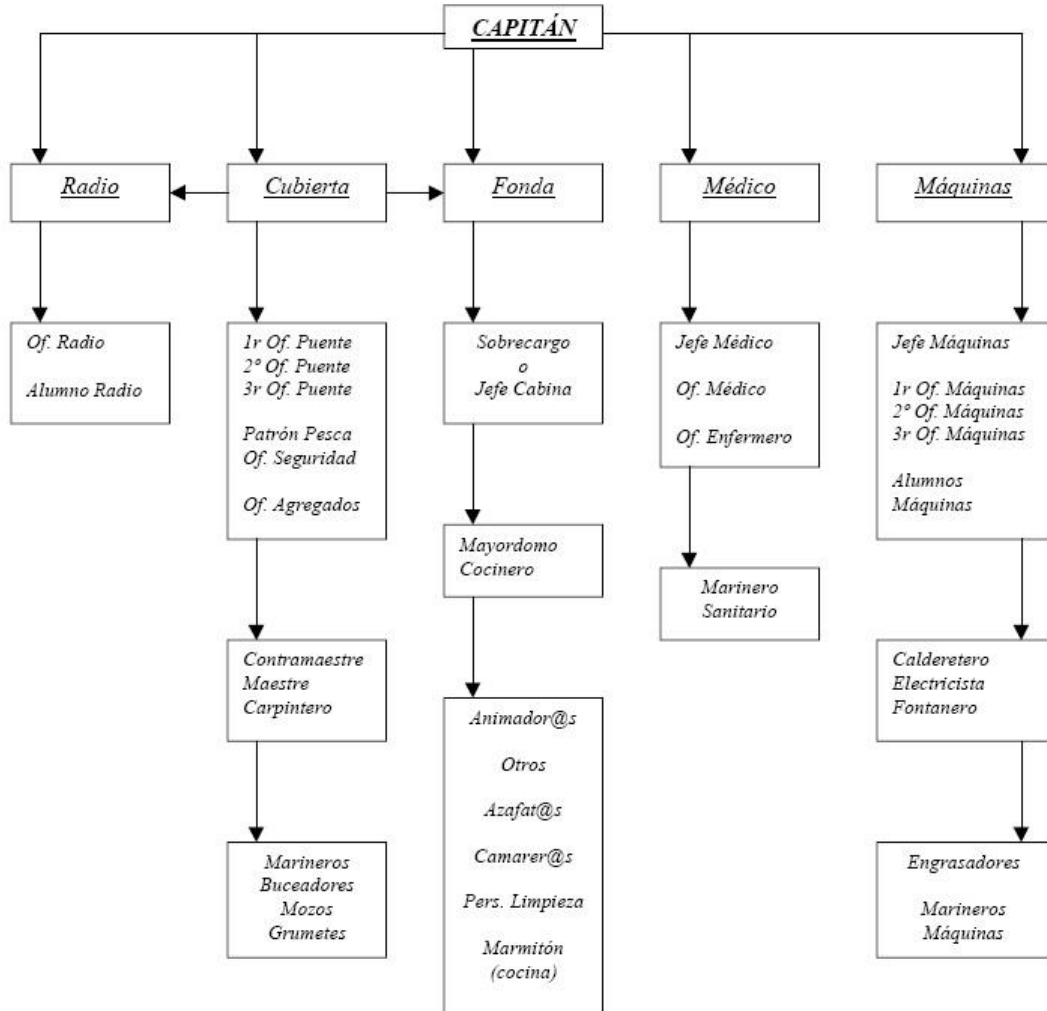 CAPITÁN
Radio
Cubierta
Fonda
Médico
Máquinas
Of. Radio
Alumno Radio
1r Of. Puente
2º Of. Puente
3r Of. Puente
Patrón Pesca
Of. Seguridad
Of. Agregados
Sobrecargo
o
Jefe Cabina
Jefe Médico
Of. Médico
Of. Enfermero
Jefe Máquinas
1r Of. Máquinas
2º Of. Máquinas
3r Of. Máquinas
Alumnos
Máquinas
Mayordomo
Cocinero
Marinero
Sanitario
Contramaestre
Maestre
Carpintero
Calderetero
Electricista
Fontanero
Animador@s
Otros
Azafat@s
Camarer@s
Pers. Limpieza
Marmitón
(cocina)
Marineros
Buceadores
Mozos
Grumetes
Engrasadores
Marineros
Máquinas